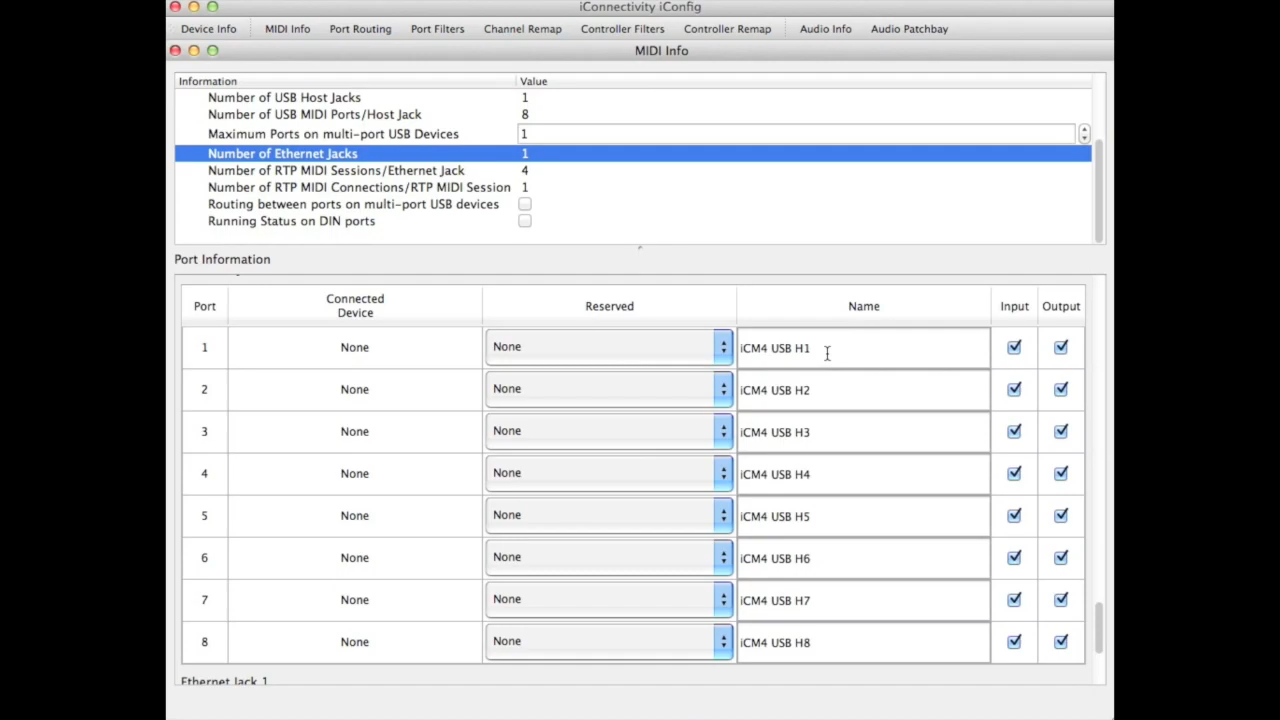 iConnectivity iConfig
Device Info MIDI Info Port Routing Port Filters Channel Remap Controller Filters Controller Remap Audio Info Audio Patchbay
MIDI Info
Information Value
Number of USB Host Jacks 1
Number of USB MIDI Ports/Host Jack 8
Maximum Ports on multi-port USB Devices 1
Number of Ethernet Jacks 1
Number of RTP MIDI Sessions/Ethernet Jack 4
Number of RTP MIDI Connections/RTP MIDI Session 1
Routing between ports on multi-port USB devices
Running Status on DIN ports
Port Information
Port Connected Device Reserved Name Input Output
1 None None iCM4 USB H1
2 None None iCM4 USB H2
3 None None iCM4 USB H3
4 None None iCM4 USB H4
5 None None iCM4 USB H5
6 None None iCM4 USB H6
7 None None iCM4 USB H7
8 None None iCM4 USB H8
Ethernet Jack 1